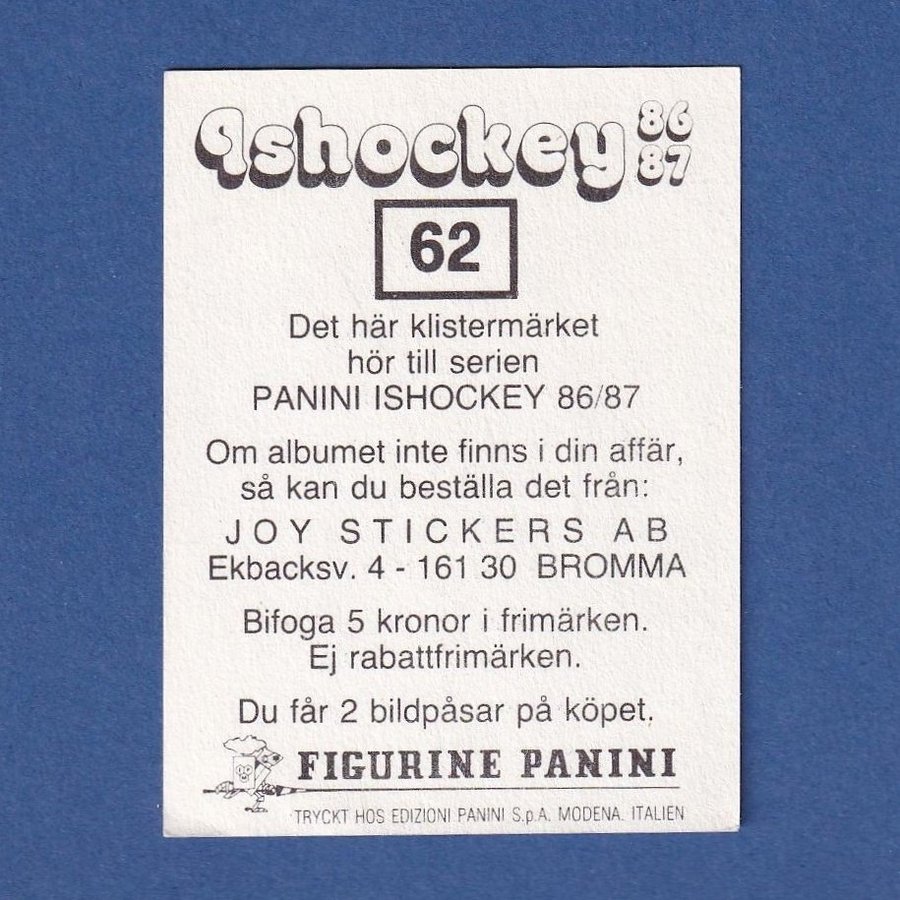 Ishockey 86
87
62
Det här klistermärket
hör till serien
PANINI ISHOCKEY 86/87
Om albumet inte finns i din affär,
så kan du beställa det från:
JOY STICKERS AB
Ekbacksv. 4 - 161 30 BROMMA
Bifoga 5 kronor i frimärken.
Ej rabattfrimärken.
Du får 2 bildpåsar på köpet.
FIGURINE PANINI
TRYCKT HOS EDIZIONI PANINI S.p.A. MODENA. ITALIEN